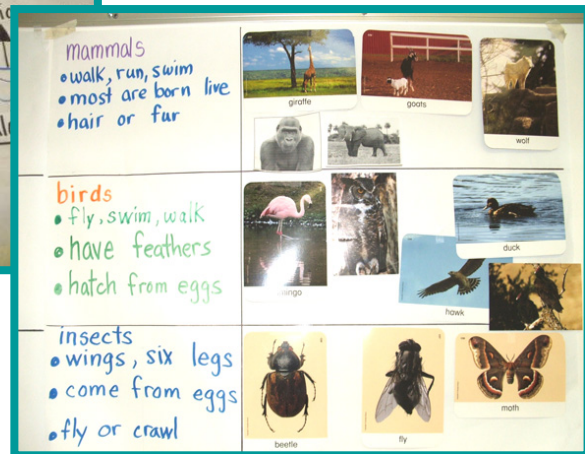 mammals
• walk, run, swim
• most are born live
• hair or fur
giraffe
goats
wolf
birds
• fly, swim, walk
• have feathers
• hatch from eggs
duck
hawk
insects
• wings, six legs
• come from eggs
• fly or crawl
beetle
fly
moth